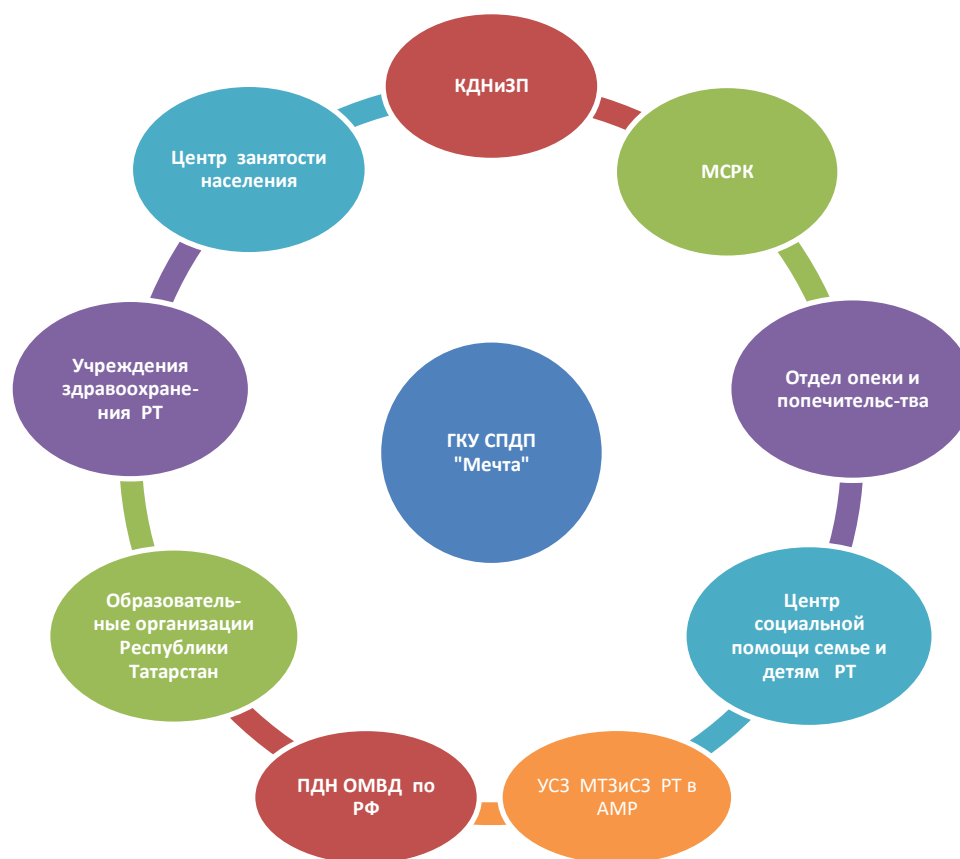 КДНиЗП
МСРК
Отдел опеки и
попечительс-тва
Центр
социальной
помощи семье и
детям РТ
УСЗ МТЗиСЗ РТ в
АМР
ПДН ОМВД по
РФ
Образователь-
ные организации
Республики
Татарстан
Учреждения
здравоохране-
ния РТ
Центр занятости
населения
ГКУ СПДП
"Мечта"